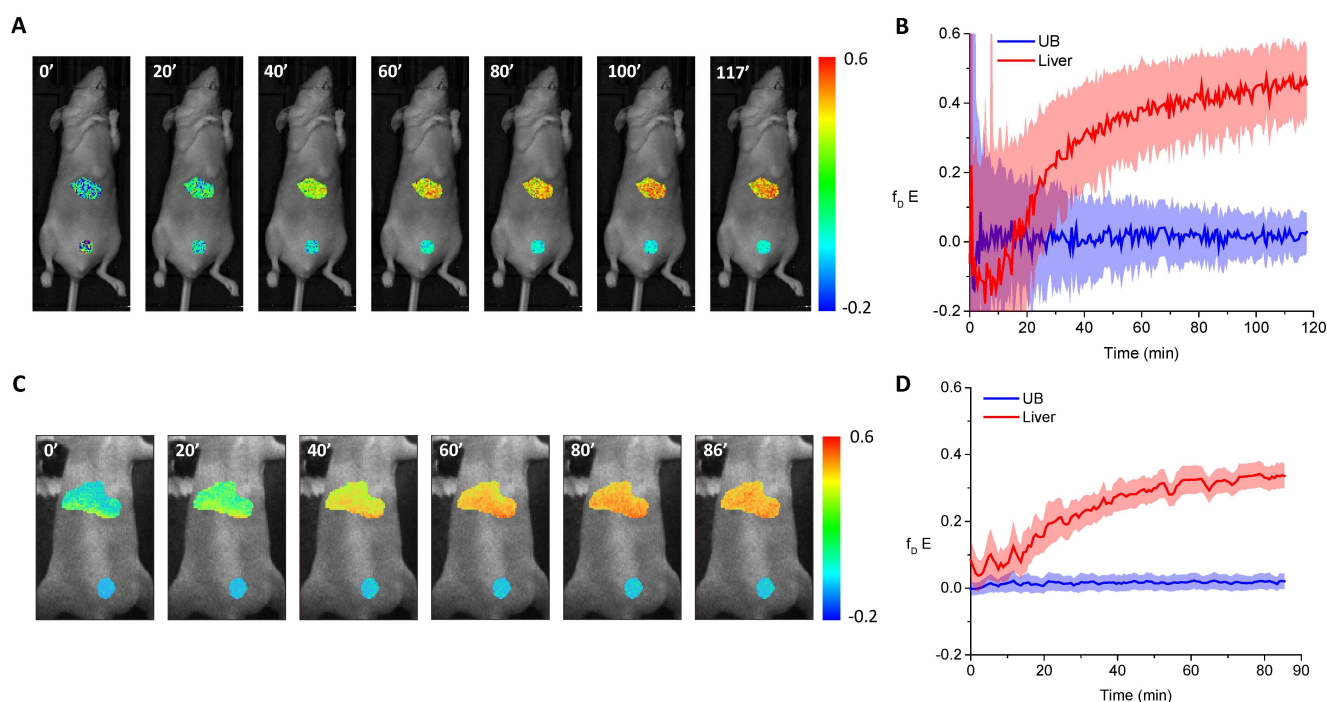 A
0’ 20’ 40’ 60’ 80’ 100’ 117’
0.6
-0.2
B
UB
Liver
0.6
0.4
0.2
0.0
-0.2
f_D E
0 20 40 60 80 100 120
Time (min)
C
0’ 20’ 40’ 60’ 80’ 86’
0.6
-0.2
D
UB
Liver
0.6
0.4
0.2
0.0
-0.2
f_D E
0 20 40 60 80 90
Time (min)